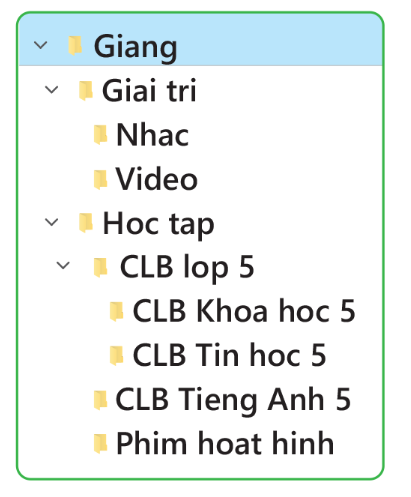 Giang
Giai tri
Nhac
Video
Hoc tap
CLB lop 5
CLB Khoa hoc 5
CLB Tin hoc 5
CLB Tieng Anh 5
Phim hoat hinh